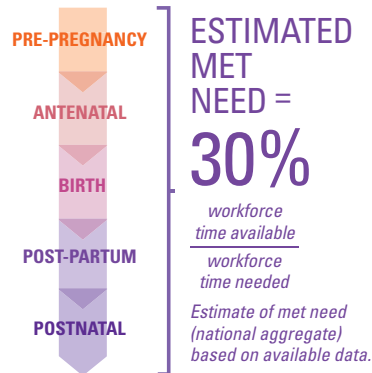 PRE-PREGNANCY
ANTENATAL
BIRTH
POST-PARTUM
POSTNATAL
ESTIMATED
MET
NEED =
30%
workforce
time available
workforce
time needed
Estimate of met need
(national aggregate)
based on available data.